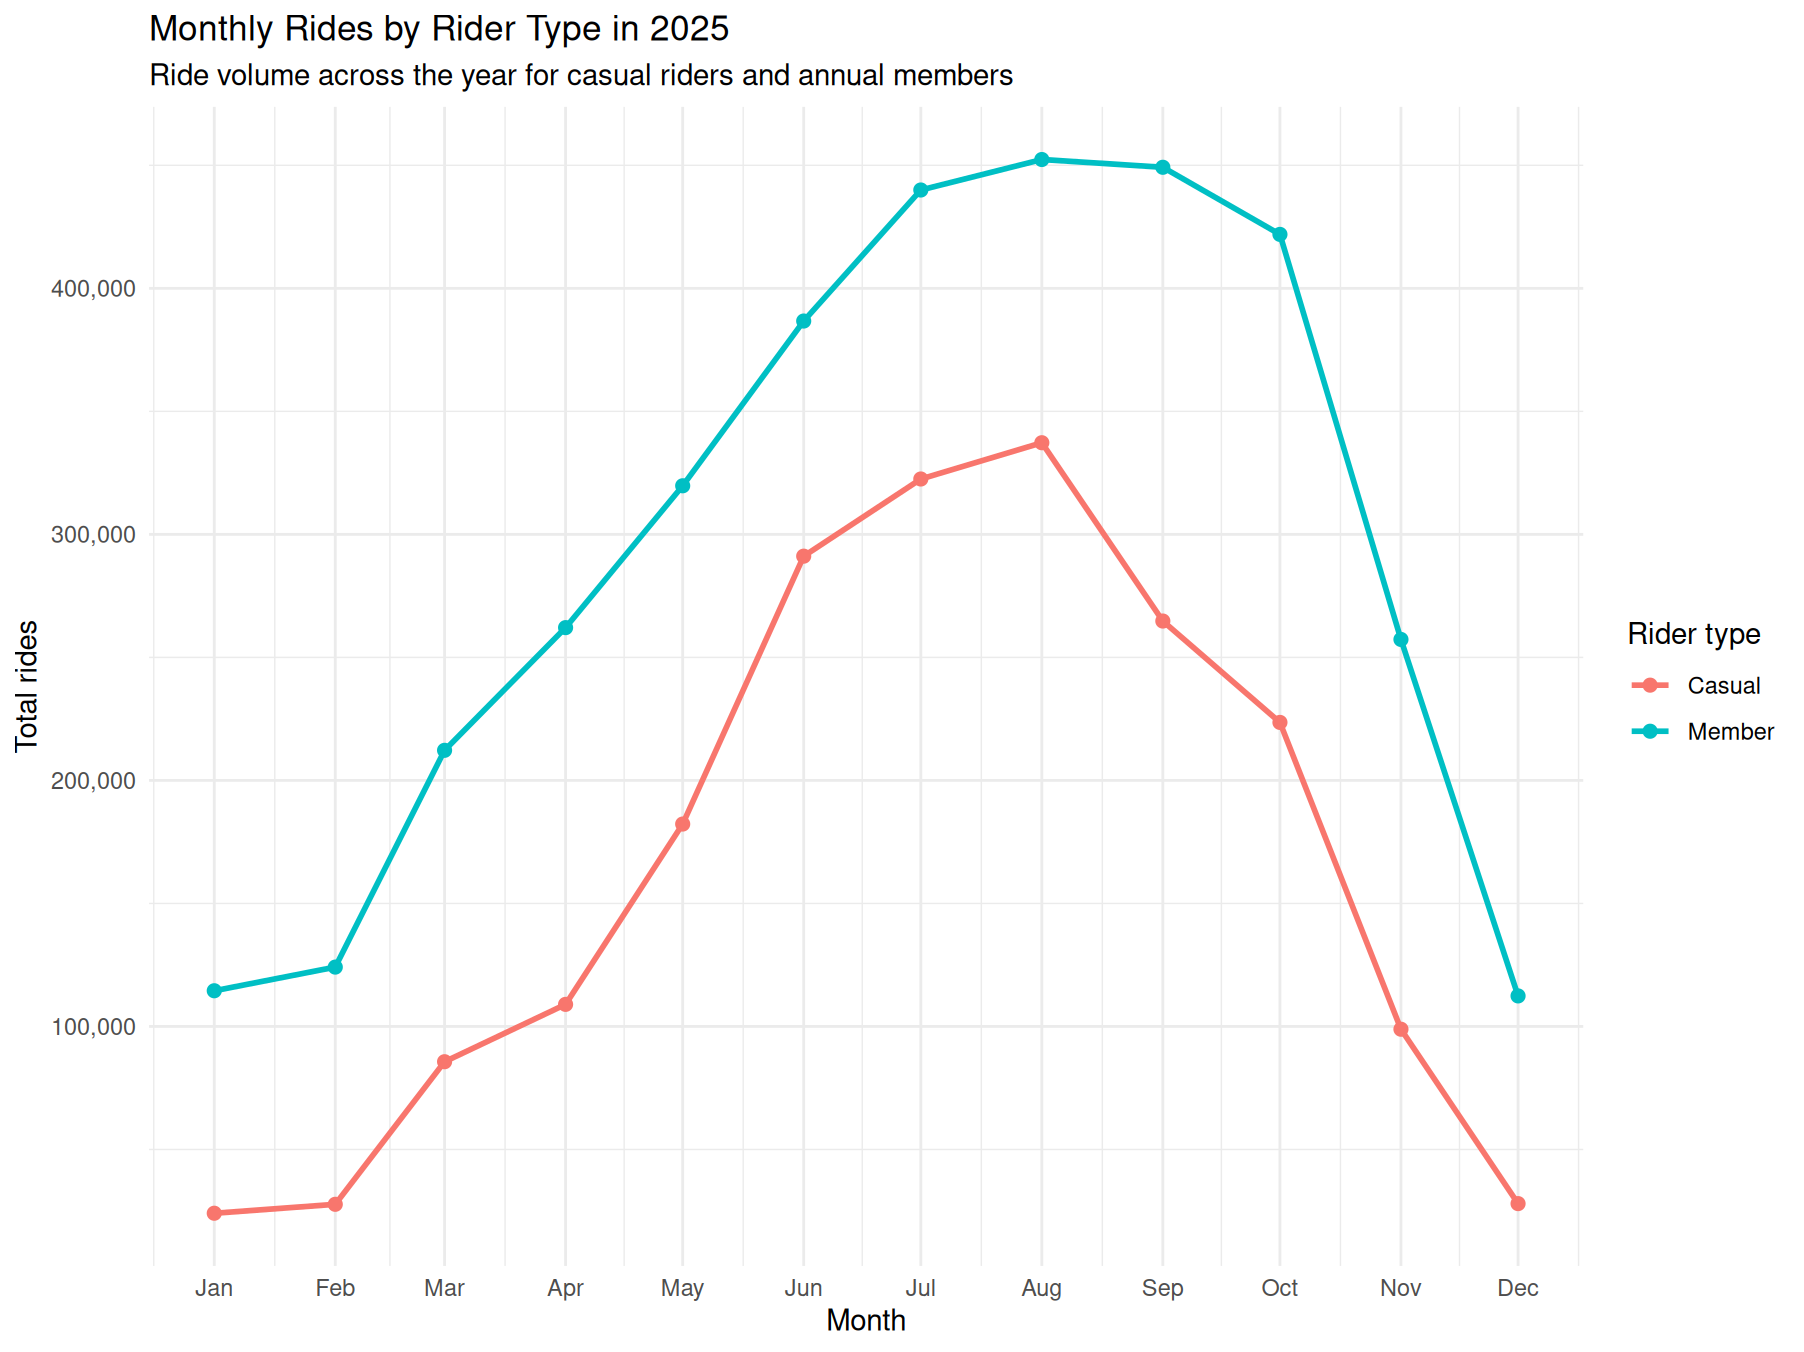 Monthly Rides by Rider Type in 2025
Ride volume across the year for casual riders and annual members
Total rides
400,000
300,000
200,000
100,000
Jan Feb Mar Apr May Jun Jul Aug Sep Oct Nov Dec
Month
Rider type
Casual
Member